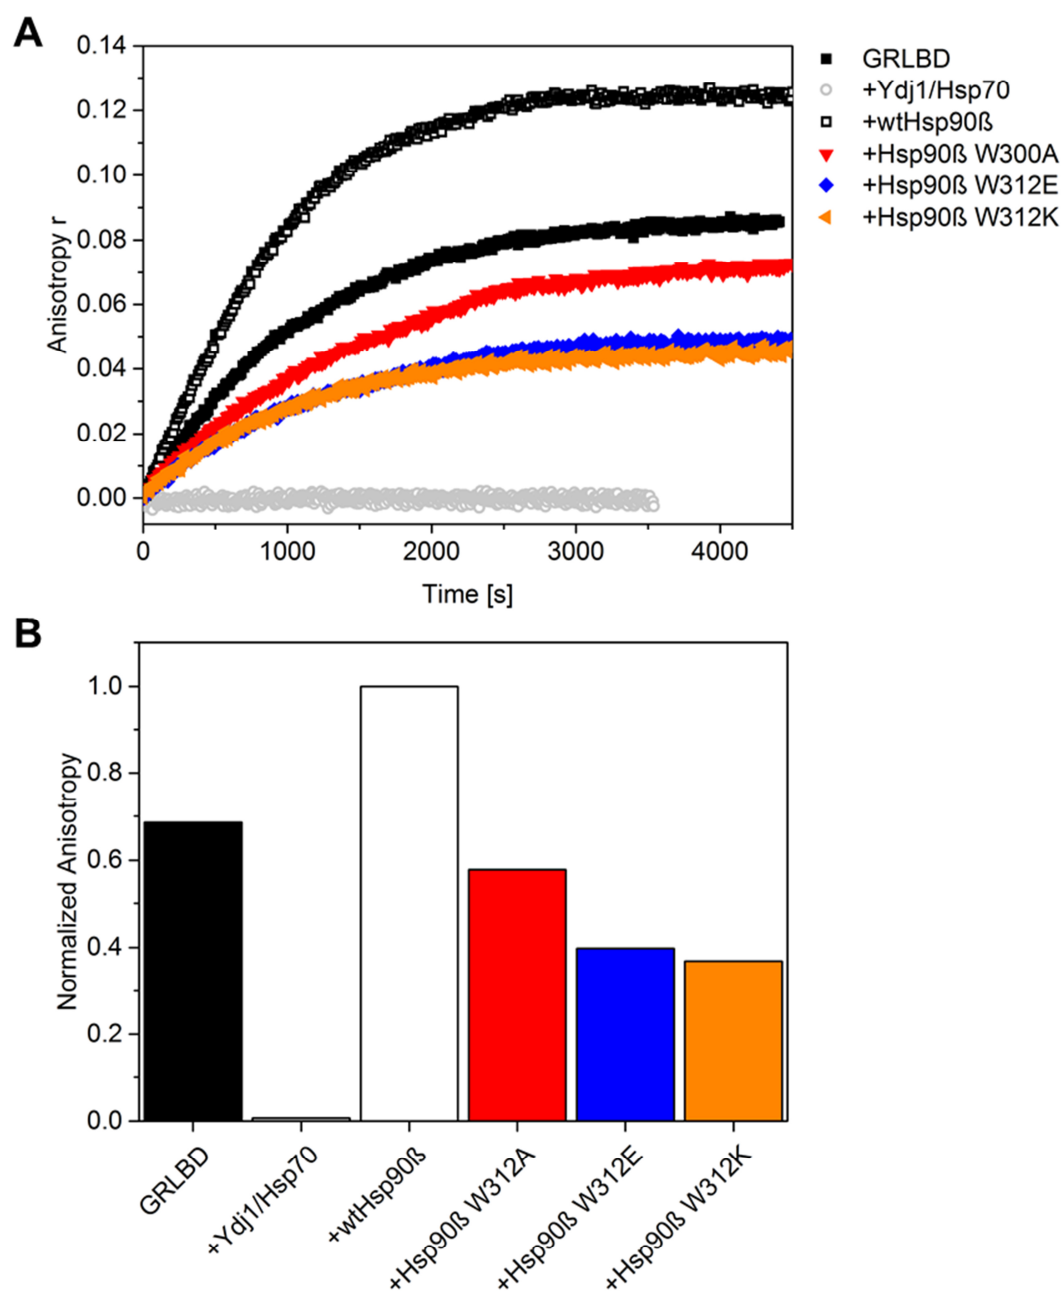 A
0.14
0.12
0.10
0.08
0.06
0.04
0.02
0.00
Anisotropy r
0 1000 2000 3000 4000
Time [s]
GRLBD
+Ydj1/Hsp70
+wtHsp90ß
+Hsp90ß W300A
+Hsp90ß W312E
+Hsp90ß W312K
B
1.0
0.8
0.6
0.4
0.2
0.0
Normalized Anisotropy
GRLBD
+Ydj1/Hsp70
+wtHsp90ß
+Hsp90ß W312A
+Hsp90ß W312E
+Hsp90ß W312K